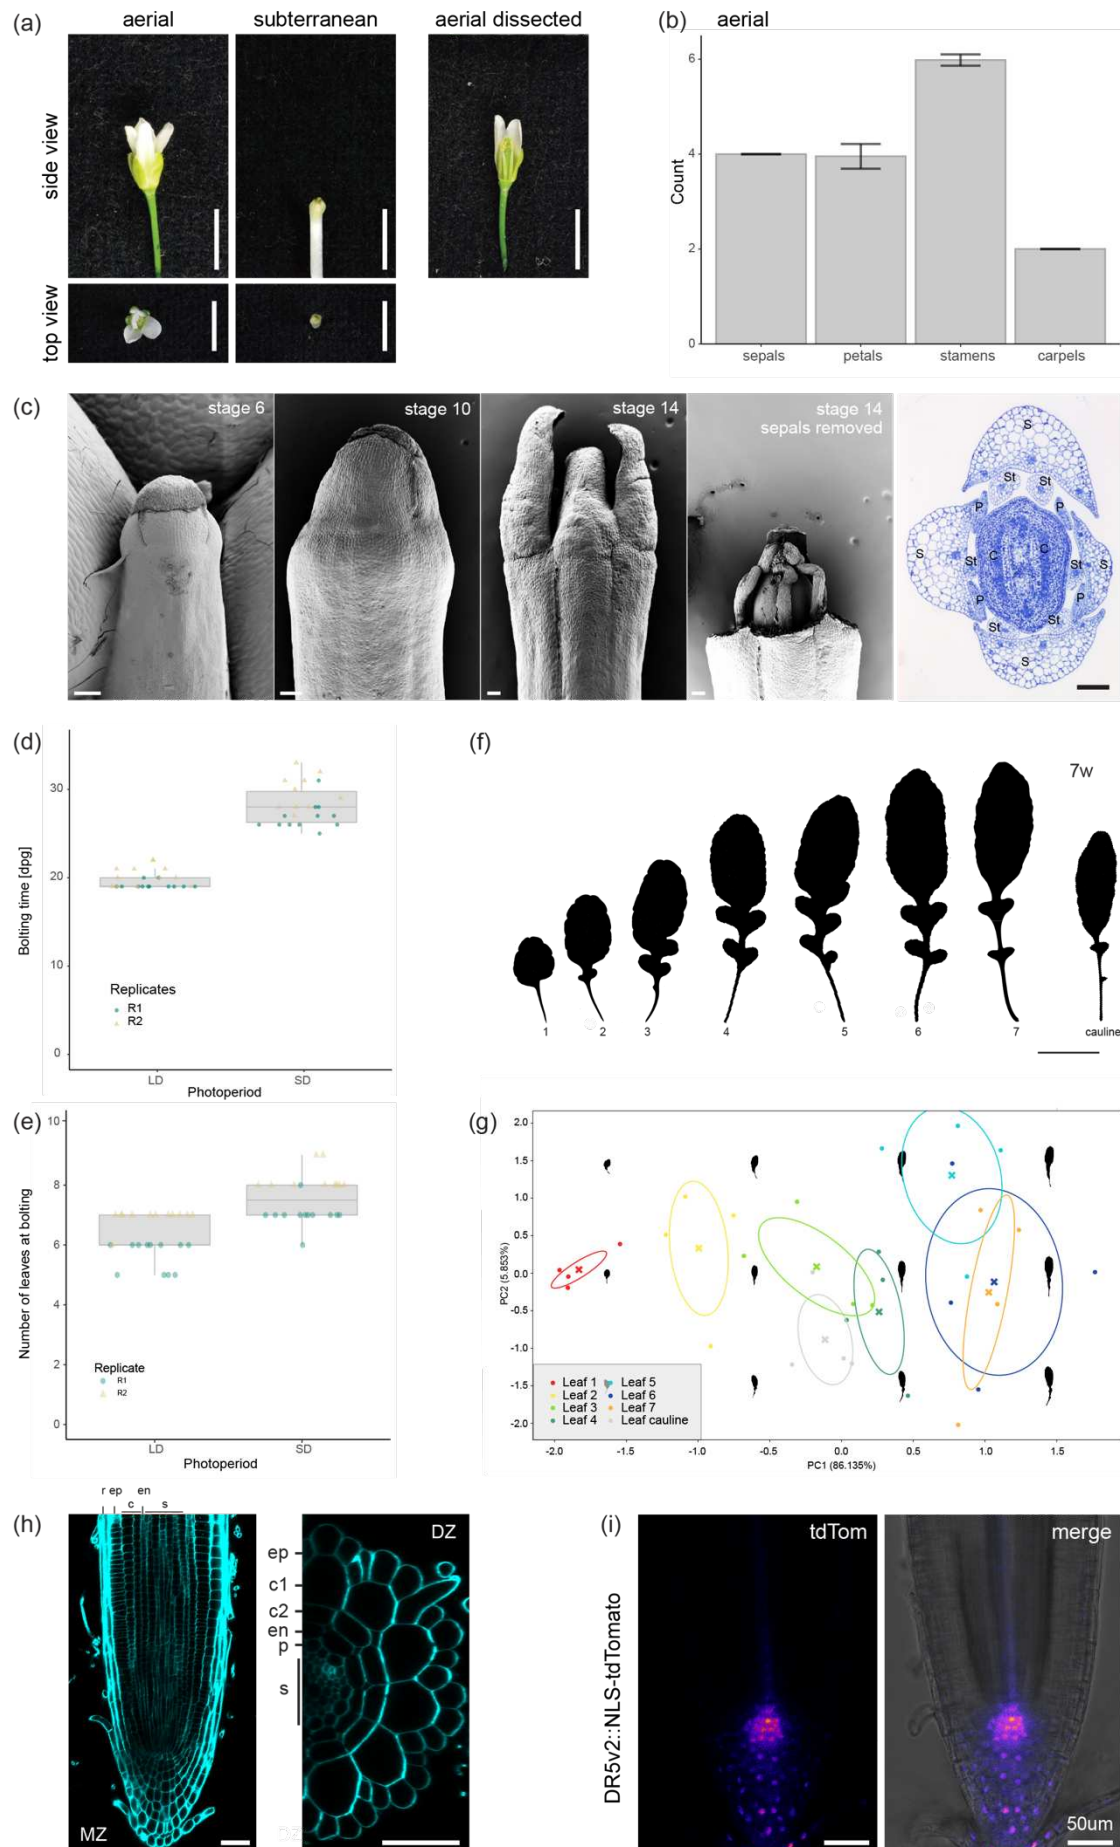 (a)
aerial
subterranean
aerial dissected
side view
top view
(b)
aerial
Count
6
4
2
0
sepals
petals
stamens
carpels
(c)
stage 6
stage 10
stage 14
stage 14
sepals removed
S
St
St
P
P
S
St
C
C
St
S
P
P
St
St
S
(d)
Bolting time [dpg]
30
20
10
0
Replicates
R1
R2
LD
SD
Photoperiod
(e)
Number of leaves at bolting
10
8
6
4
2
0
Replicate
R1
R2
LD
SD
Photoperiod
(f)
7w
1
2
3
4
5
6
7
cauline
(g)
PC2 (5.853%)
2.0
1.5
1.0
0.5
0.0
-0.5
-1.0
-1.5
-2.0
Leaf 1
Leaf 2
Leaf 3
Leaf 4
Leaf 5
Leaf 6
Leaf 7
Leaf cauline
-2.0
-1.5
-1.0
-0.5
0.0
0.5
1.0
1.5
PC1 (86.135%)
(h)
r ep en
c s
MZ
DZ
ep
c1
c2
en
p
s
(i)
DR5v2::NLS-tdTomato
tdTom
merge
50um